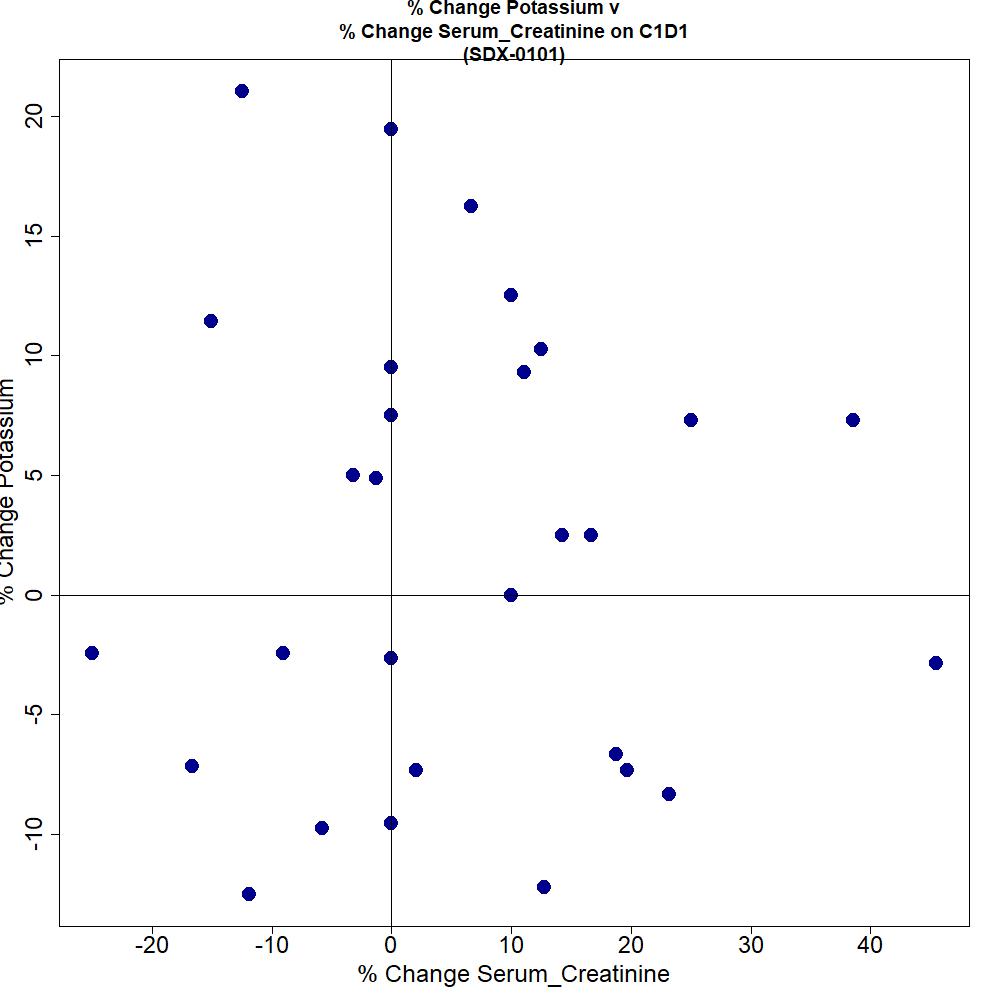 % Change Potassium v
% Change Serum_Creatinine on C1D1
(SDX-0101)
% Change Potassium
20
15
10
5
0
-5
-10
-20
-10
0
10
20
30
40
% Change Serum_Creatinine